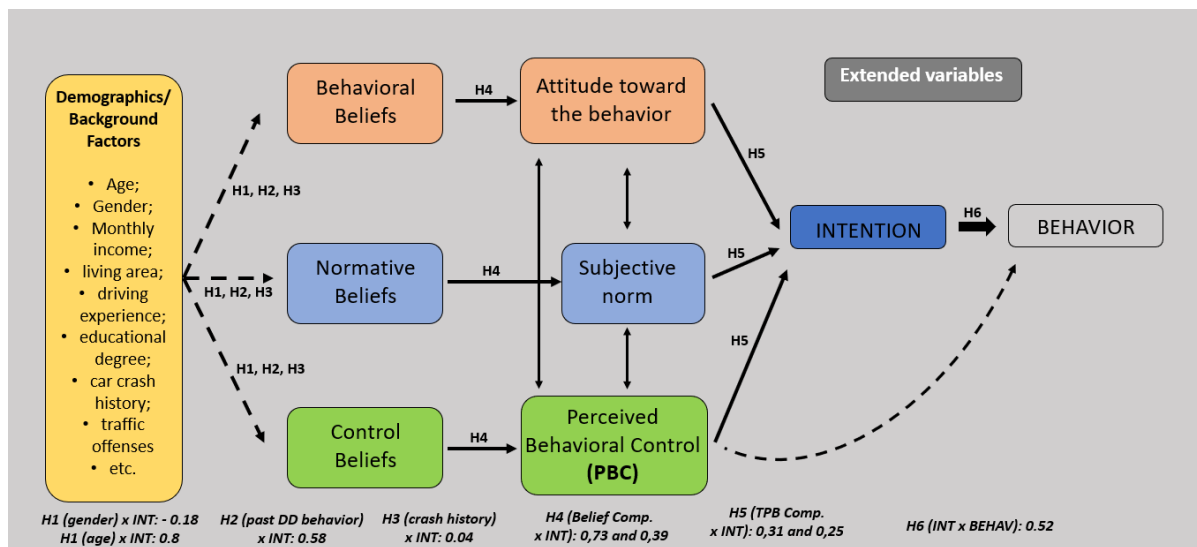 Demographics/
Background
Factors
• Age;
• Gender;
• Monthly
income;
• living area;
• driving
experience;
• educational
degree;
• car crash
history;
• traffic
offenses
• etc.
H1, H2, H3
H1, H2, H3
H1, H2, H3
Behavioral
Beliefs
H4
Attitude toward
the behavior
Normative
Beliefs
H4
Subjective
norm
Control
Beliefs
H4
Perceived
Behavioral Control
(PBC)
H5
H5
H5
Extended variables
INTENTION
H6
BEHAVIOR
H1 (gender) x INT: - 0.18
H1 (age) x INT: 0.8
H2 (past DD behavior)
x INT: 0.58
H3 (crash history)
x INT: 0.04
H4 (Belief Comp.
x INT): 0,73 and 0,39
H5 (TPB Comp.
x INT): 0,31 and 0,25
H6 (INT x BEHAV): 0.52